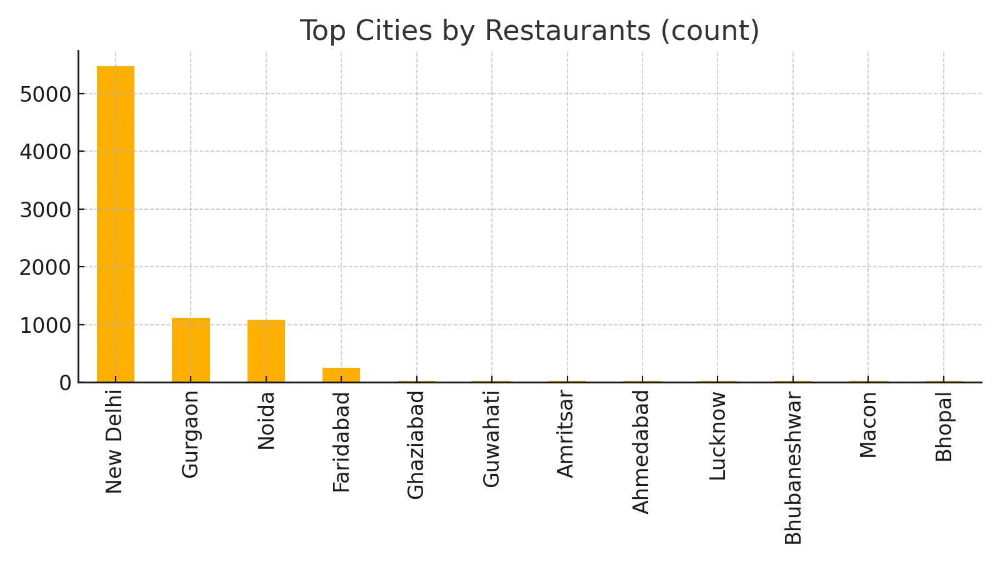 Top Cities by Restaurants (count)
5000
4000
3000
2000
1000
0
New Delhi
Gurgaon
Noida
Faridabad
Ghaziabad
Guwahati
Amritsar
Ahmedabad
Lucknow
Bhubaneshwar
Macon
Bhopal